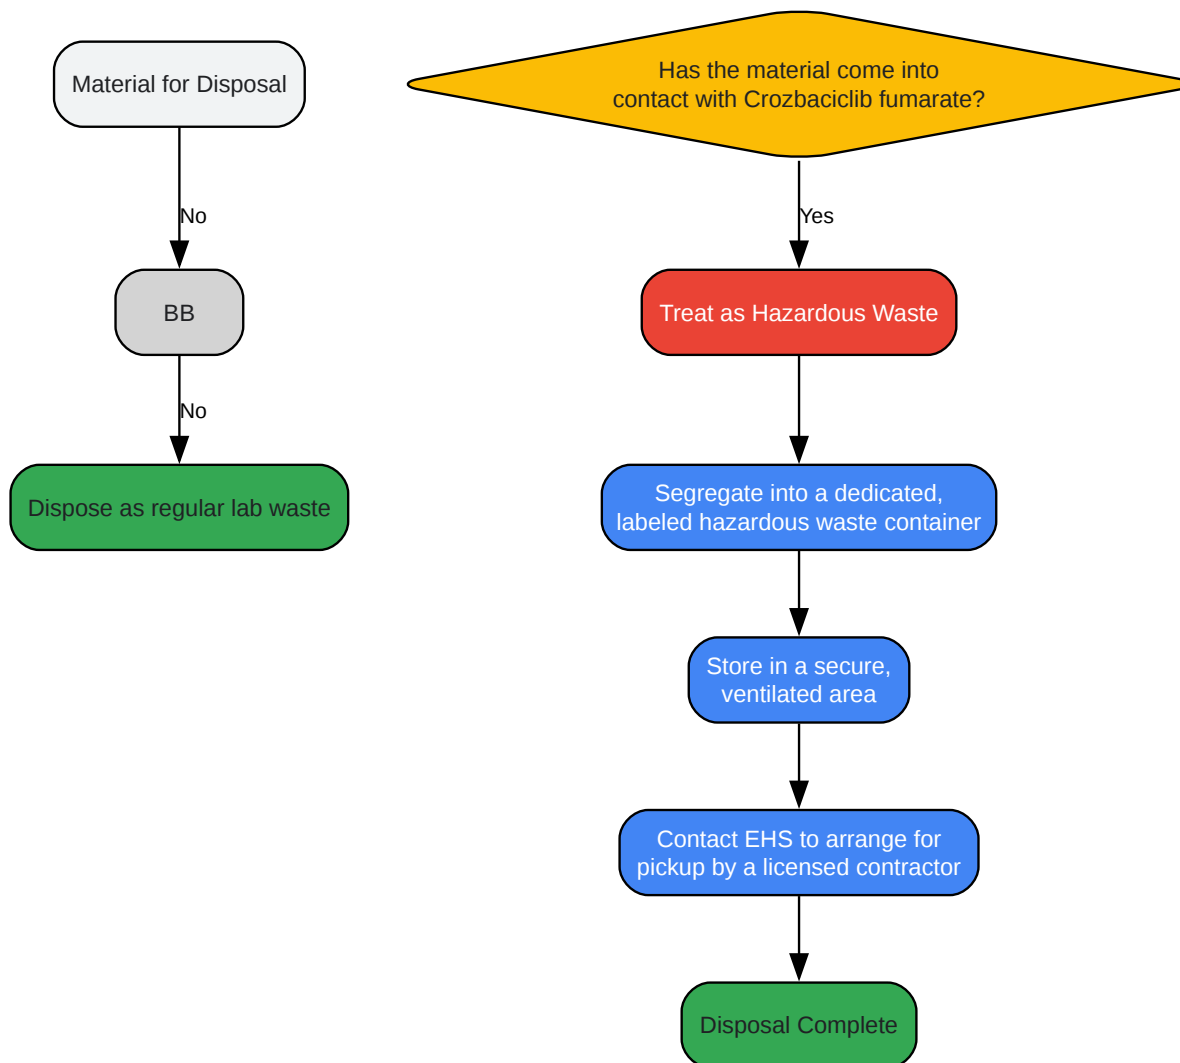 Material for Disposal
No
BB
No
Dispose as regular lab waste
Has the material come into
contact with Crozbaciclib fumarate?
Yes
Treat as Hazardous Waste
Segregate into a dedicated,
labeled hazardous waste container
Store in a secure,
ventilated area
Contact EHS to arrange for
pickup by a licensed contractor
Disposal Complete